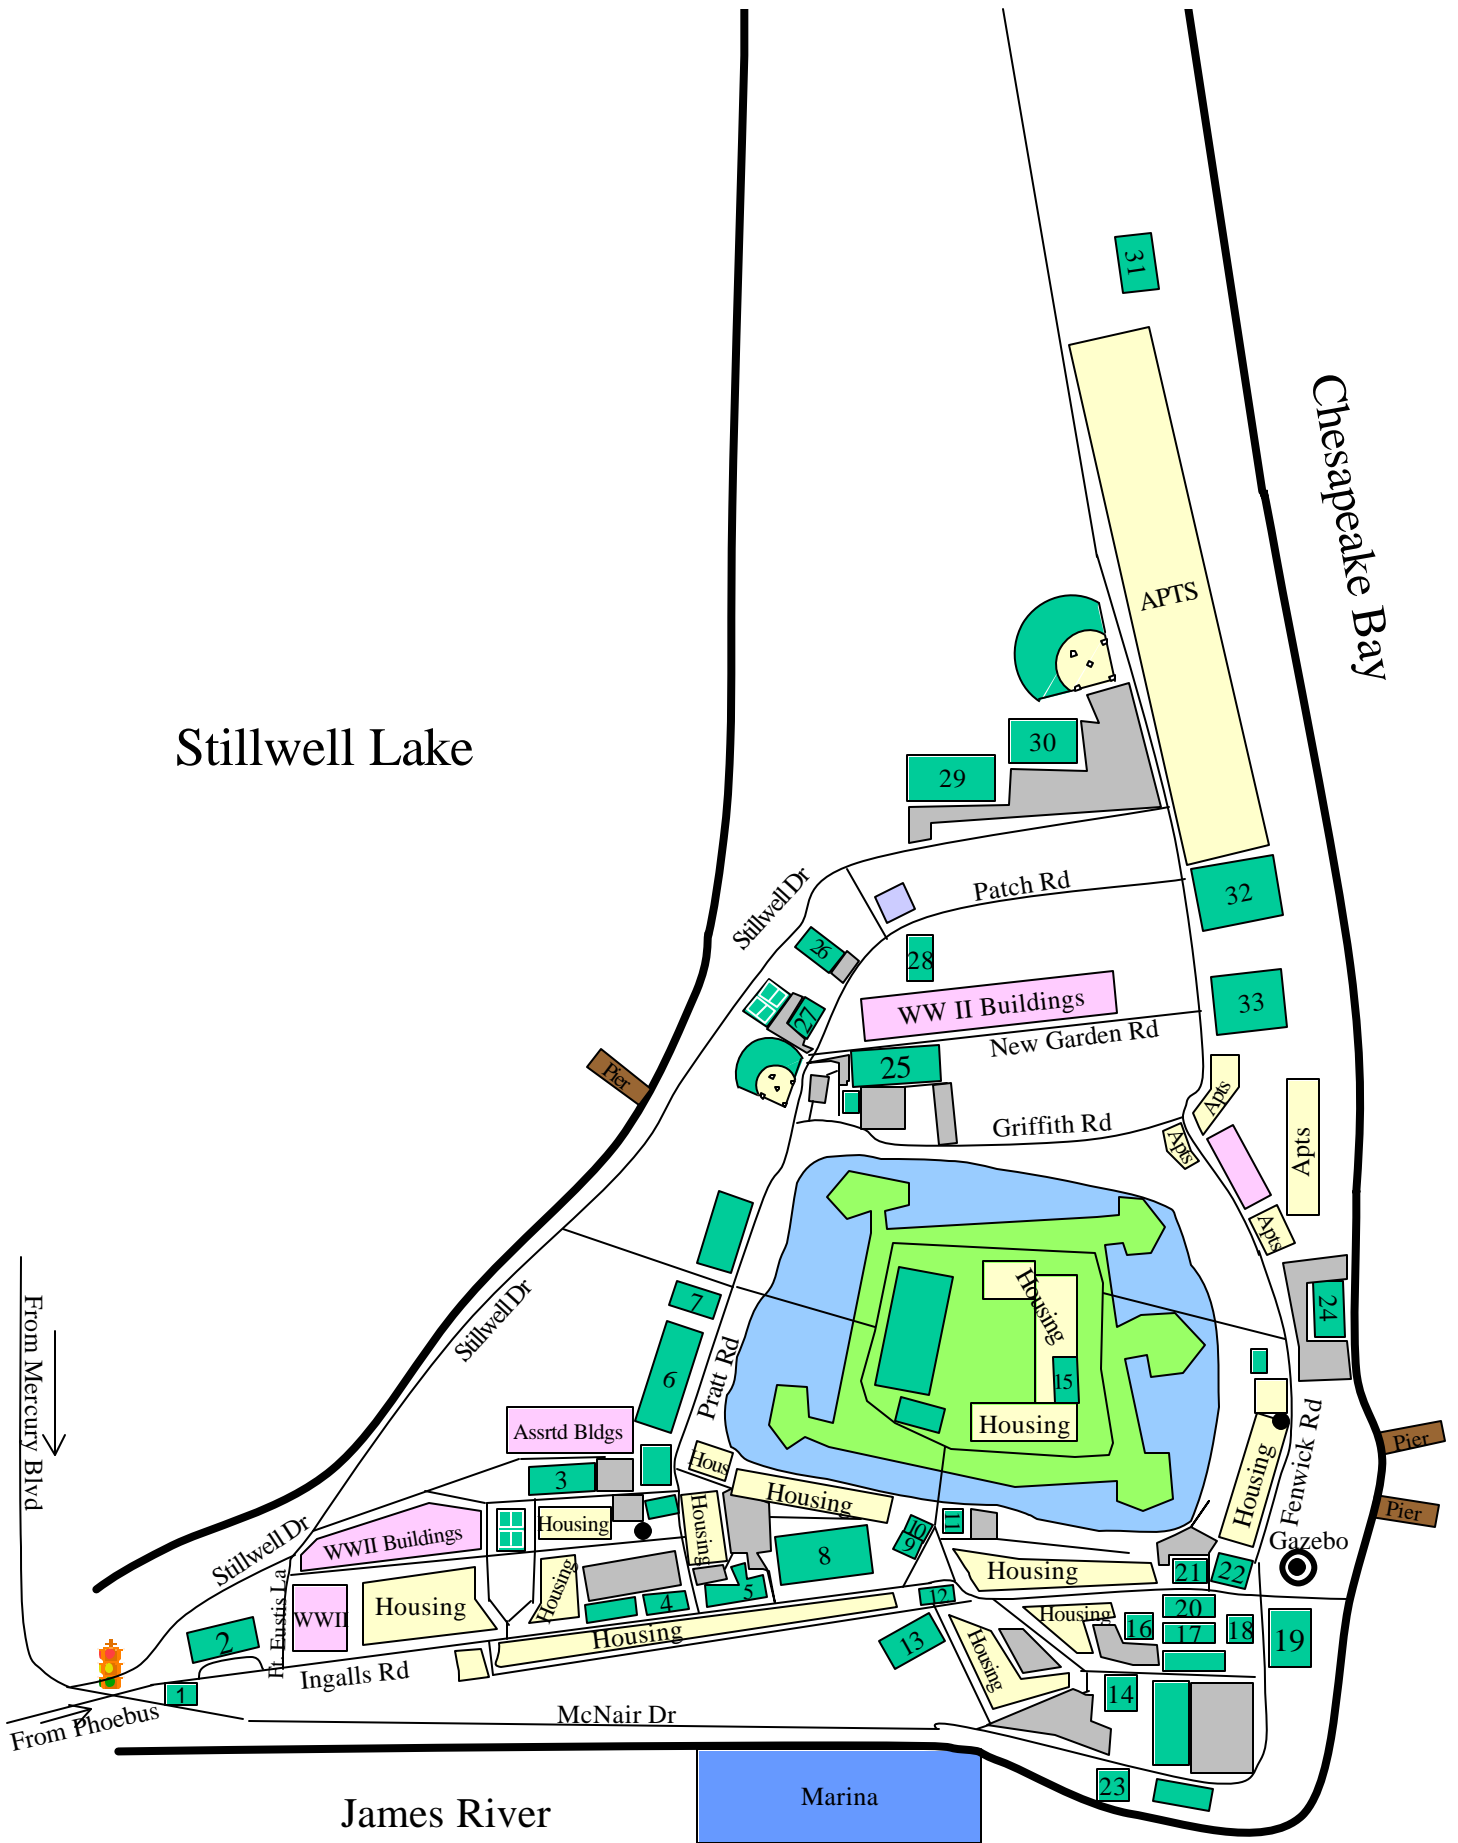 31
Chesapeake Bay
APTS
Stillwell Lake
30
29
Stillwell Dr
Patch Rd
32
26
28
WW II Buildings
33
27
New Garden Rd
25
Pier
Apts
Griffith Rd
Apts
Apts
Apts
Housing
24
From Mercury Blvd
Stillwell Dr
7
6
Pratt Rd
15
Housing
Assrtd Bldgs
Fenwick Rd
Pier
Hous
3
Housing
Housing
Pier
Housing
Housing
10
9
11
Gazebo
Stillwell Dr
WWII Buildings
8
Housing
21
22
Ft. Eustis La
WWII
Housing
Housing
4
5
12
Housing
20
16
17
18
19
2
Housing
13
Housing
Ingalls Rd
1
14
From Phoebus
McNair Dr
23
Marina
James River